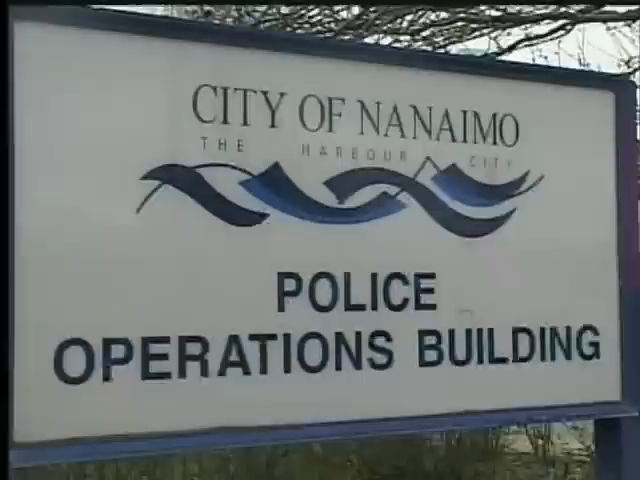 CITY OF NANAIMO
THE HARBOUR CITY
POLICE
OPERATIONS BUILDING